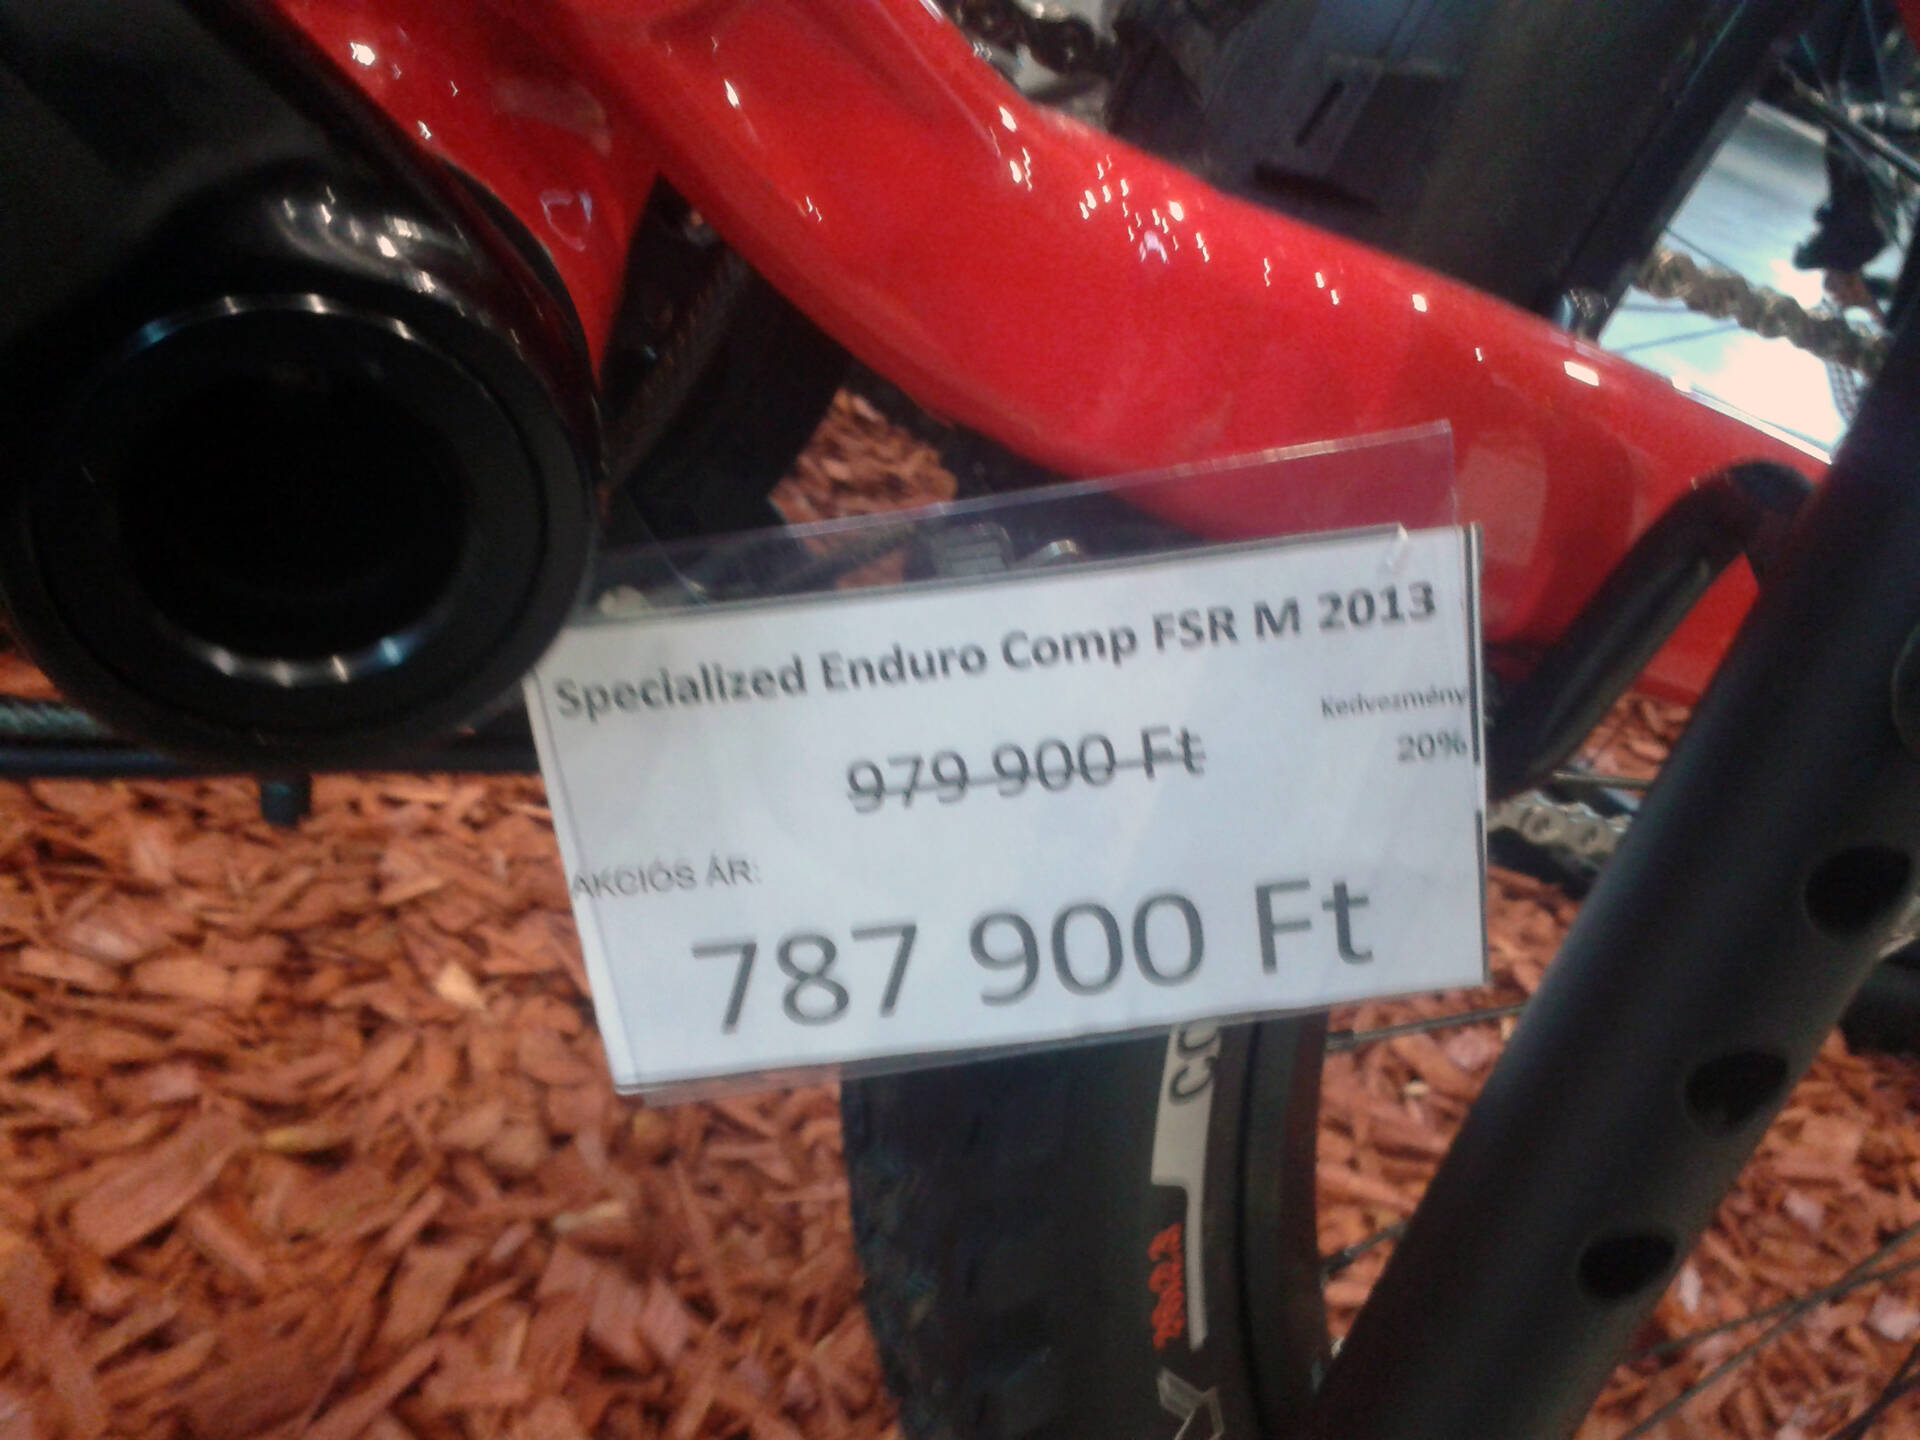 Specialized Enduro Comp FSR M 2013
Kedvezmény
979 900 Ft
20%
AKCIÓS ÁR:
787 900 Ft